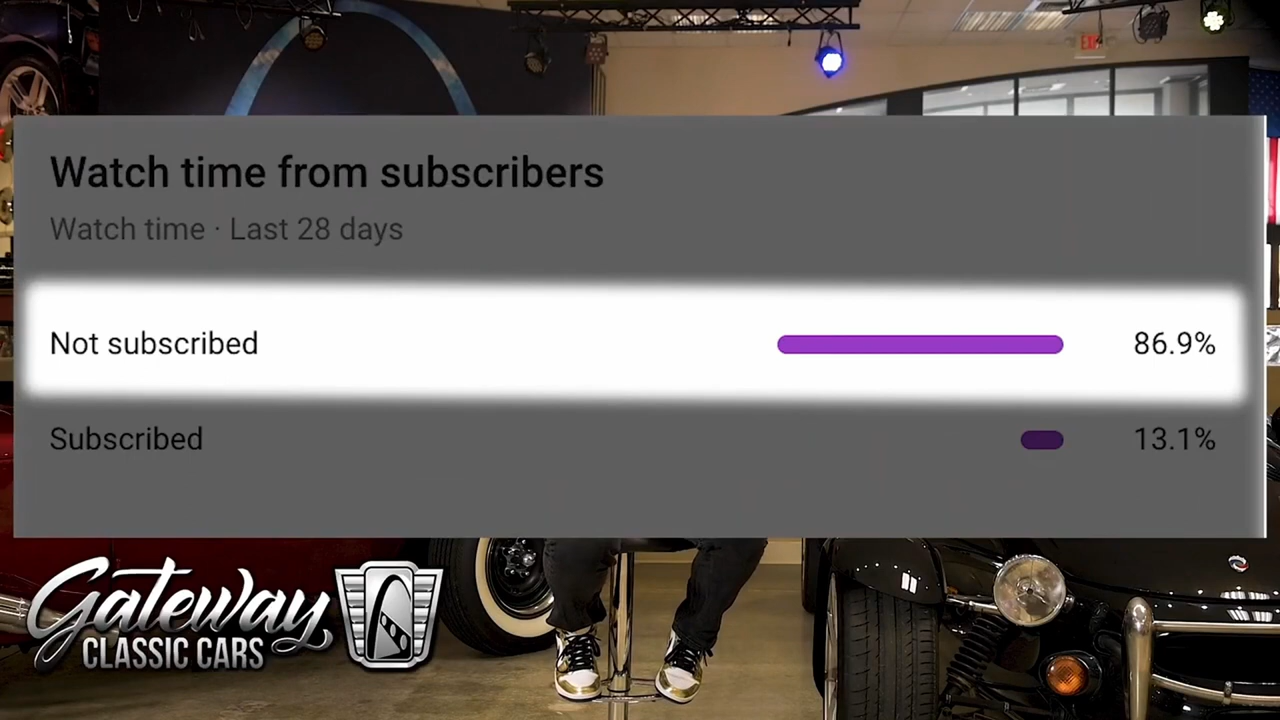 Watch time from subscribers
Watch time · Last 28 days
Not subscribed 86.9%
Subscribed 13.1%
Gateway
CLASSIC CARS